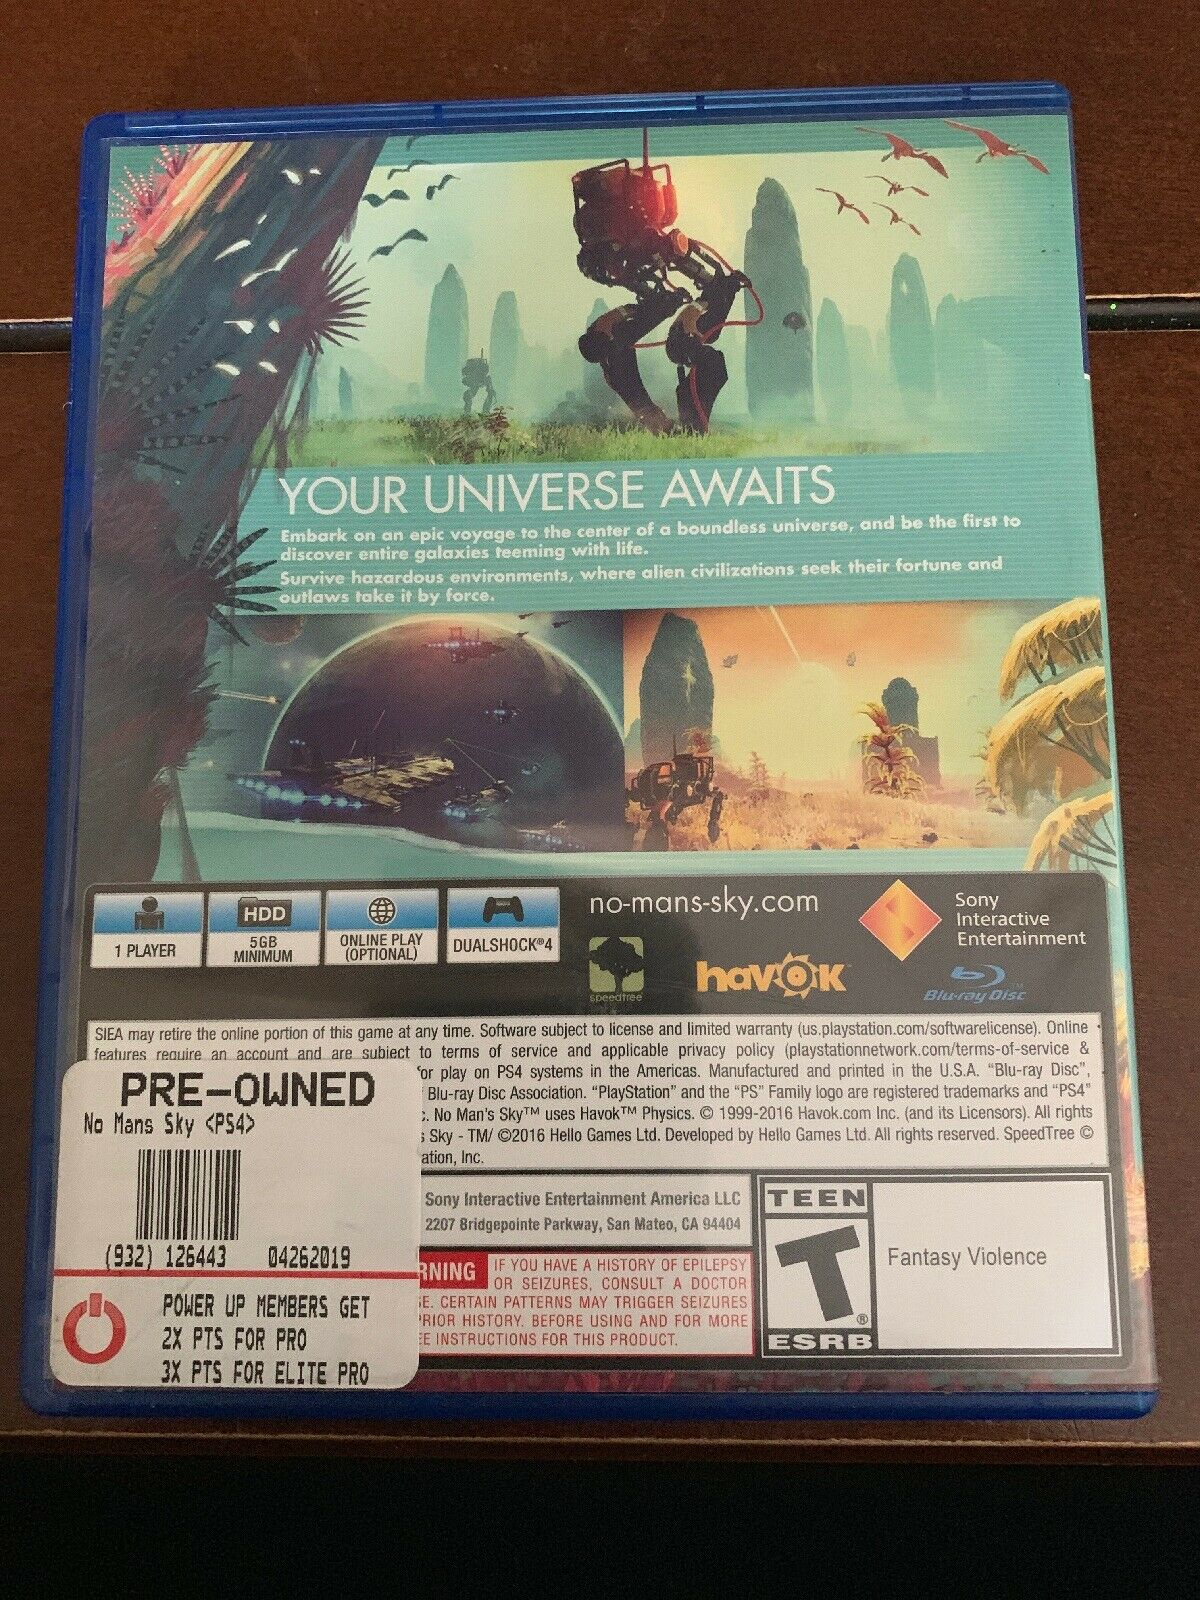 YOUR UNIVERSE AWAITS
Embark on an epic voyage to the center of a boundless universe, and be the first to
discover entire galaxies teeming with life.
Survive hazardous environments, where alien civilizations seek their fortune and
outlaws take it by force.
1 PLAYER
HDD
5GB
MINIMUM
ONLINE PLAY
(OPTIONAL)
DUALSHOCK®4
no-mans-sky.com
speedtree
havok
Sony
Interactive
Entertainment
Blu-ray Disc™
SIEA may retire the online portion of this game at any time. Software subject to license and limited warranty (us.playstation.com/softwarelicense). Online
features require an account and are subject to terms of service and applicable privacy policy (playstationnetwork.com/terms-of-service &
for play on PS4 systems in the Americas. Manufactured and printed in the U.S.A. “Blu-ray Disc”,
Blu-ray Disc Association. “PlayStation” and the “PS” Family logo are registered trademarks and “PS4”
c. No Man's Sky™ uses Havok™ Physics. © 1999-2016 Havok.com Inc. (and its Licensors). All rights
s Sky - TM/ ©2016 Hello Games Ltd. Developed by Hello Games Ltd. All rights reserved. SpeedTree ©
ation, Inc.
PRE-OWNED
No Mans Sky <PS4>
(932) 126443 04262019
POWER UP MEMBERS GET
2X PTS FOR PRO
3X PTS FOR ELITE PRO
Sony Interactive Entertainment America LLC
2207 Bridgepointe Parkway, San Mateo, CA 94404
RNING IF YOU HAVE A HISTORY OF EPILEPSY
OR SEIZURES, CONSULT A DOCTOR
SE. CERTAIN PATTERNS MAY TRIGGER SEIZURES
PRIOR HISTORY. BEFORE USING AND FOR MORE
EE INSTRUCTIONS FOR THIS PRODUCT.
TEEN
T®
ESRB
Fantasy Violence